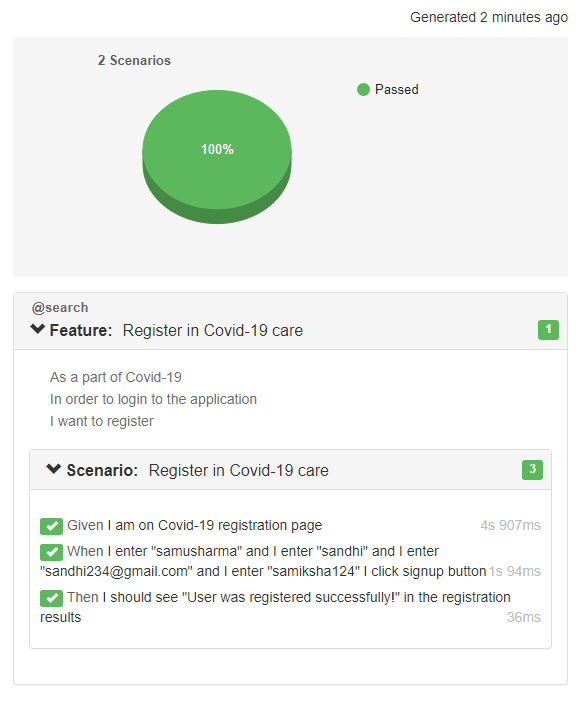 Generated 2 minutes ago
2 Scenarios
Passed
100%
@search
Feature: Register in Covid-19 care 1
As a part of Covid-19
In order to login to the application
I want to register
Scenario: Register in Covid-19 care 3
Given I am on Covid-19 registration page 4s 907ms
When I enter "samusharma" and I enter "sandhi" and I enter
"sandhi234@gmail.com" and I enter "samiksha124" I click signup button 1s 94ms
Then I should see "User was registered successfully!" in the registration
results 36ms